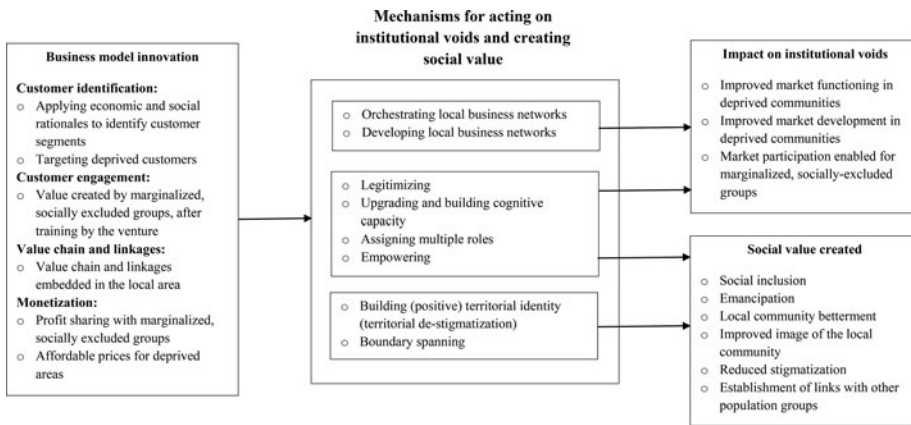 Mechanisms for acting on
institutional voids and creating
social value
Business model innovation
Customer identification:
o Applying economic and social
rationales to identify customer
segments
o Targeting deprived customers
Customer engagement:
o Value created by marginalized,
socially excluded groups, after
training by the venture
Value chain and linkages:
o Value chain and linkages
embedded in the local area
Monetization:
o Profit sharing with marginalized,
socially excluded groups
o Affordable prices for deprived
areas
o Orchestrating local business networks
o Developing local business networks
o Legitimizing
o Upgrading and building cognitive
capacity
o Assigning multiple roles
o Empowering
o Building (positive) territorial identity
(territorial de-stigmatization)
o Boundary spanning
Impact on institutional voids
o Improved market functioning in
deprived communities
o Improved market development in
deprived communities
o Market participation enabled for
marginalized, socially-excluded
groups
Social value created
o Social inclusion
o Emancipation
o Local community betterment
o Improved image of the local
community
o Reduced stigmatization
o Establishment of links with other
population groups